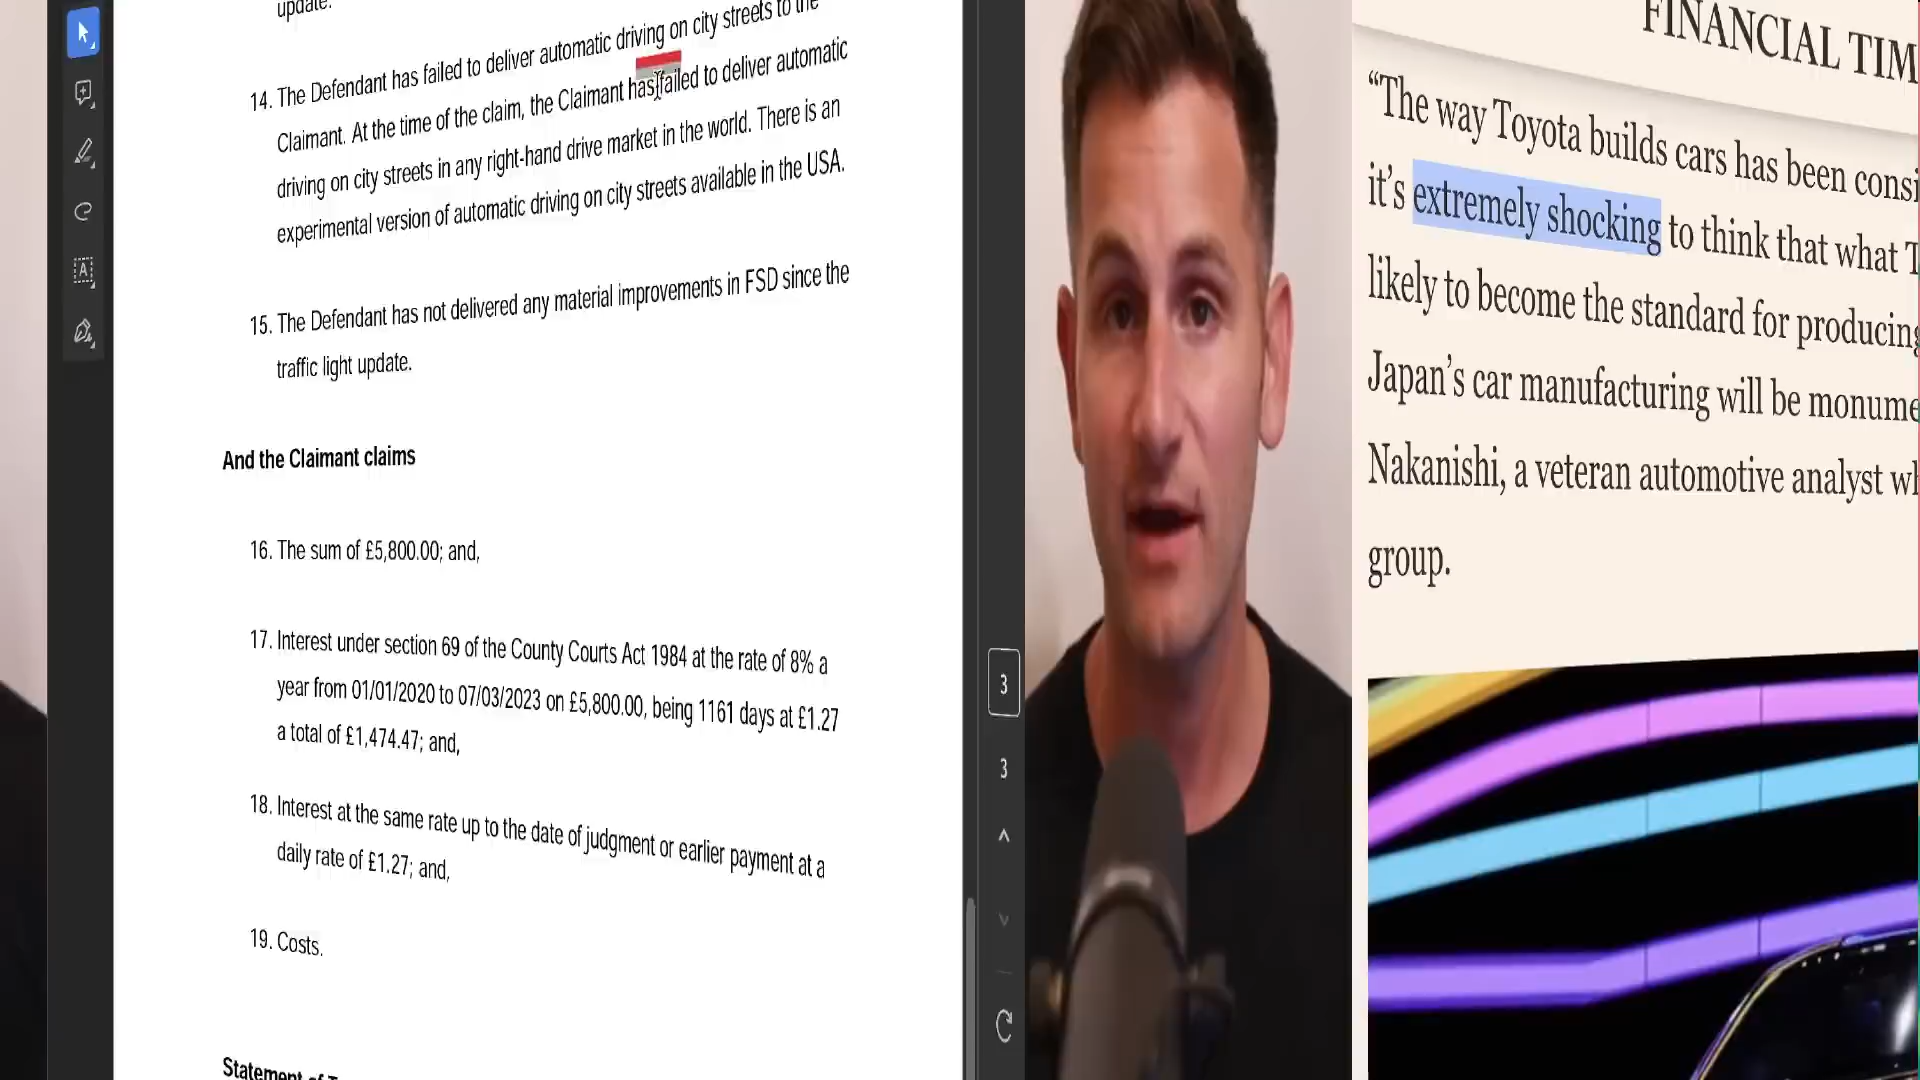 update.
14. The Defendant has failed to deliver automatic driving on city streets to the
Claimant. At the time of the claim, the Claimant has failed to deliver automatic
driving on city streets in any right-hand drive market in the world. There is an
experimental version of automatic driving on city streets available in the USA.
15. The Defendant has not delivered any material improvements in FSD since the
traffic light update.
And the Claimant claims
16. The sum of £5,800.00; and,
17. Interest under section 69 of the County Courts Act 1984 at the rate of 8% a
year from 01/01/2020 to 07/03/2023 on £5,800.00, being 1161 days at £1.27
a total of £1,474.47; and,
18. Interest at the same rate up to the date of judgment or earlier payment at a
daily rate of £1.27; and,
19. Costs.
Statement of
3
3
FINANCIAL TIM
“The way Toyota builds cars has been consi
it’s extremely shocking to think that what T
likely to become the standard for producing
Japan’s car manufacturing will be monume
Nakanishi, a veteran automotive analyst wh
group.